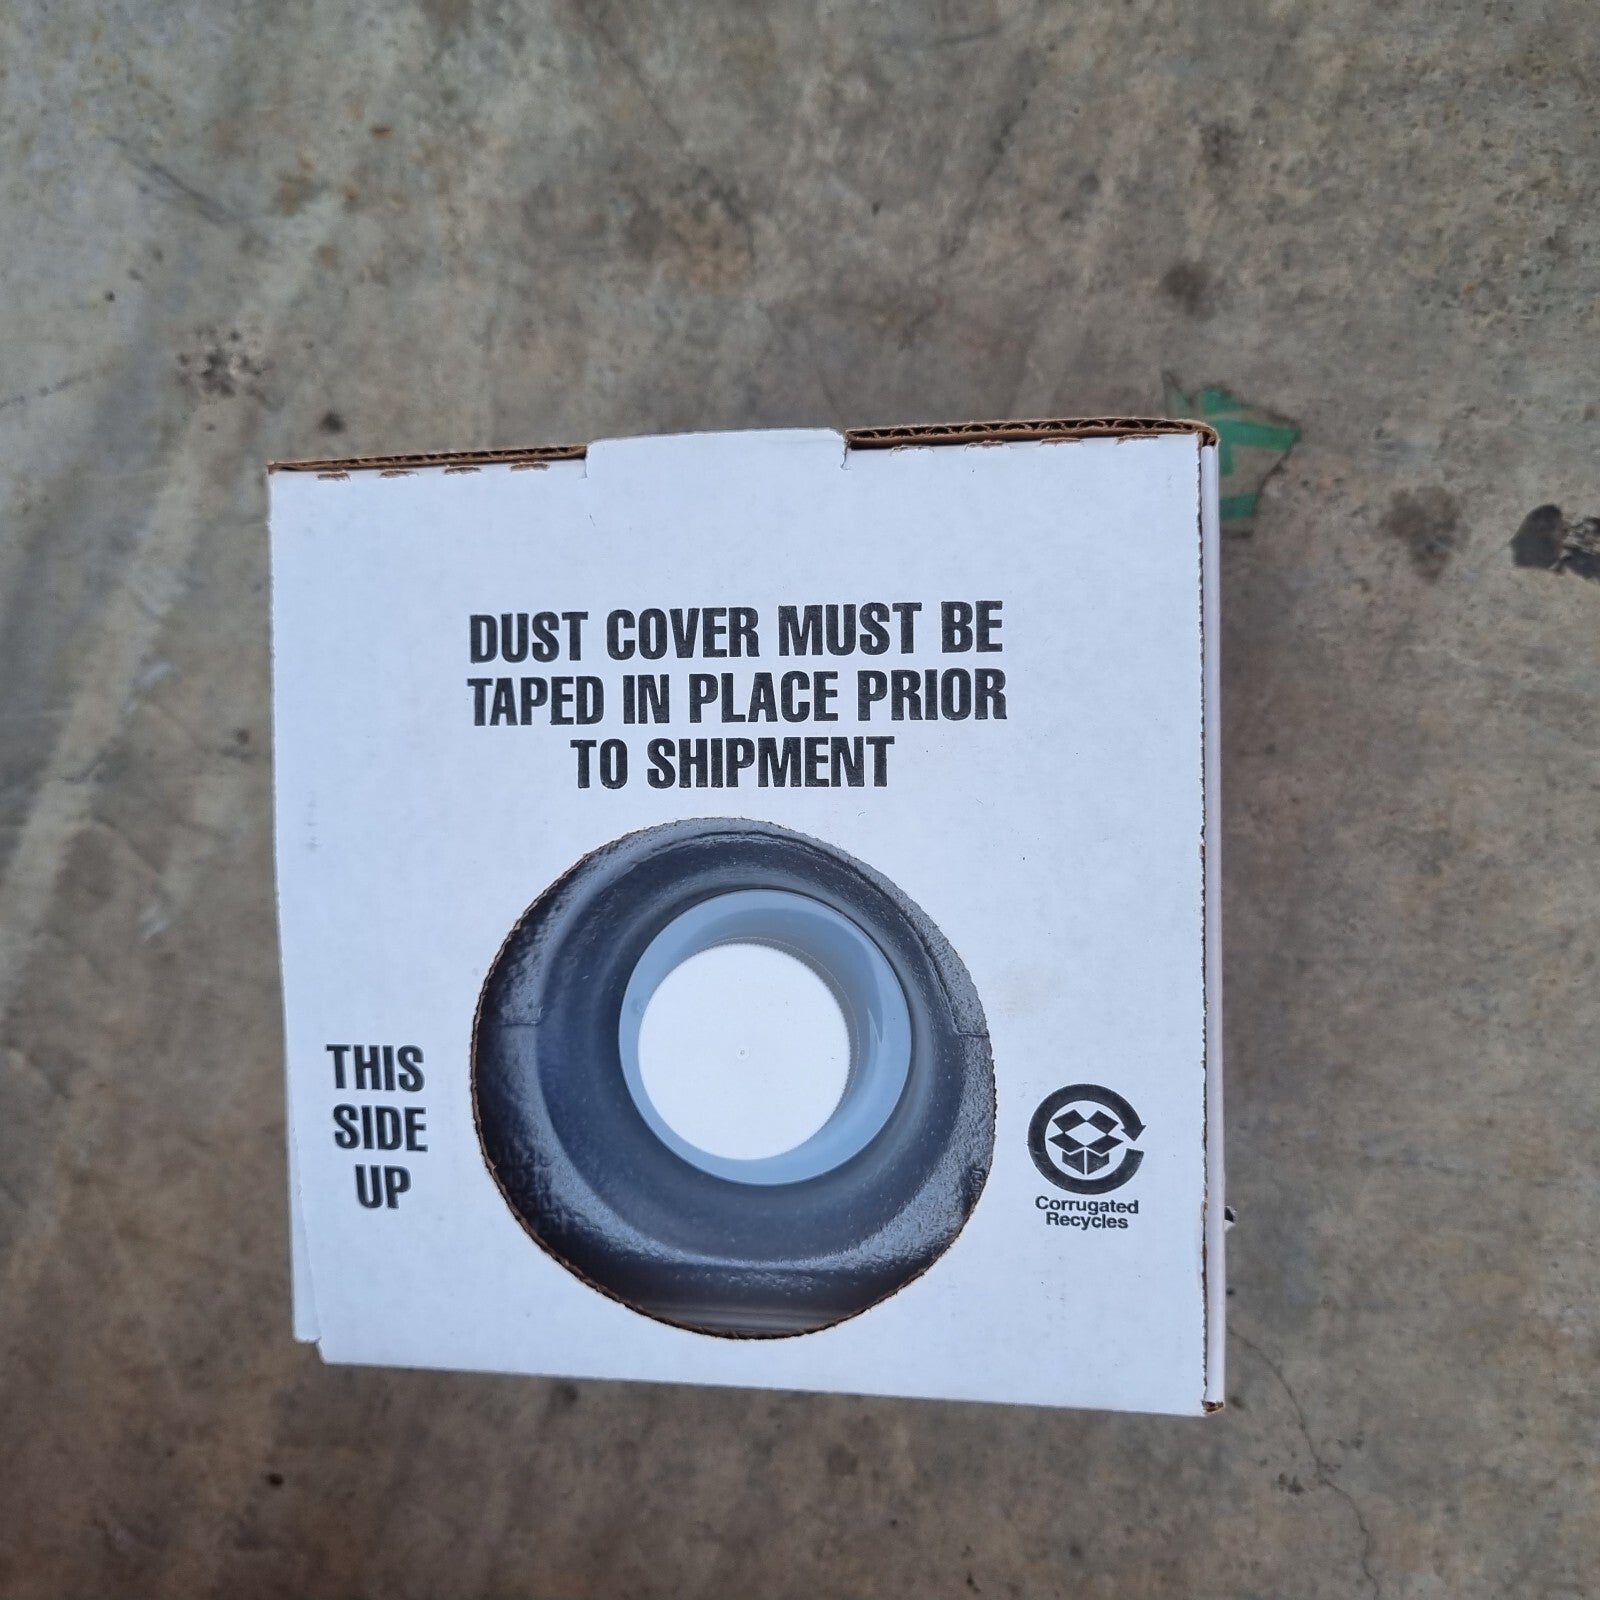 DUST COVER MUST BE
TAPED IN PLACE PRIOR
TO SHIPMENT
THIS
SIDE
UP
Corrugated
Recycles